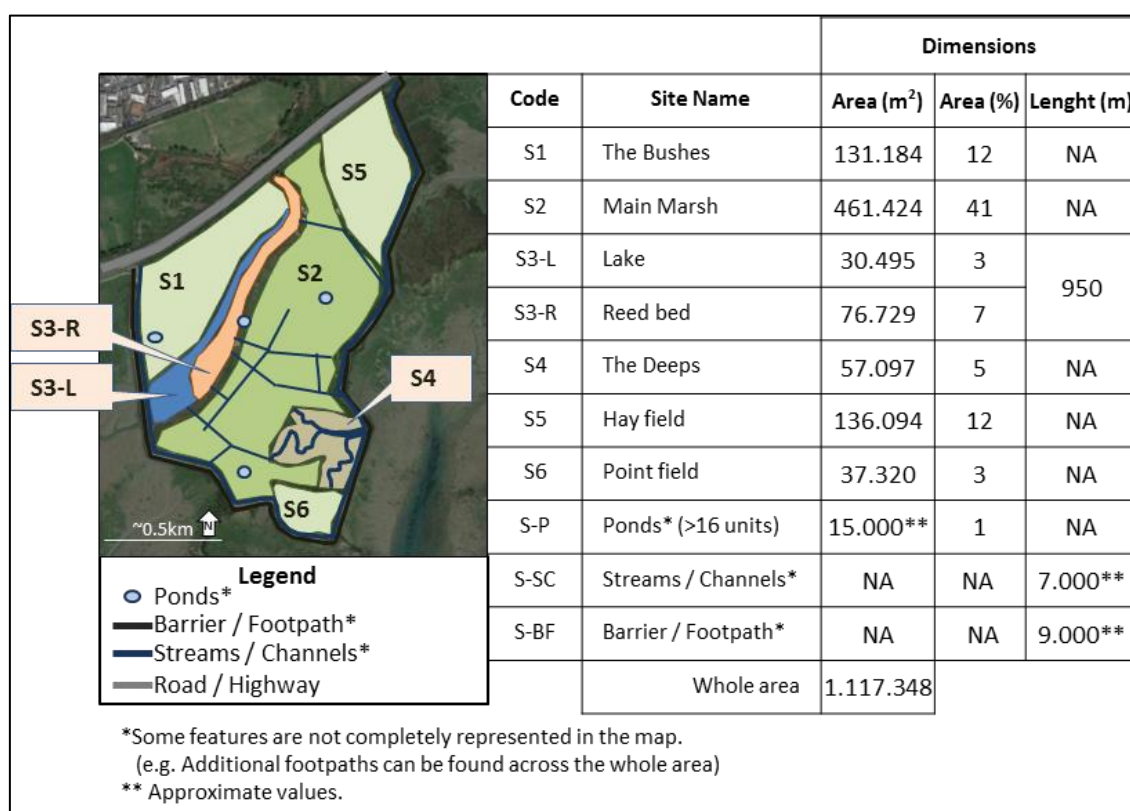 Dimensions
Code Site Name Area (m²) Area (%) Lenght (m)
S1 The Bushes 131.184 12 NA
S2 Main Marsh 461.424 41 NA
S3-L Lake 30.495 3 950
S3-R Reed bed 76.729 7
S4 The Deeps 57.097 5 NA
S5 Hay field 136.094 12 NA
S6 Point field 37.320 3 NA
S-P Ponds* (>16 units) 15.000** 1 NA
S-SC Streams / Channels* NA NA 7.000**
S-BF Barrier / Footpath* NA NA 9.000**
Whole area 1.117.348
S5
S1
S2
S3-R
S4
S3-L
S6
~0.5km
N
Legend
Ponds*
Barrier / Footpath*
Streams / Channels*
Road / Highway
*Some features are not completely represented in the map.
(e.g. Additional footpaths can be found across the whole area)
** Approximate values.